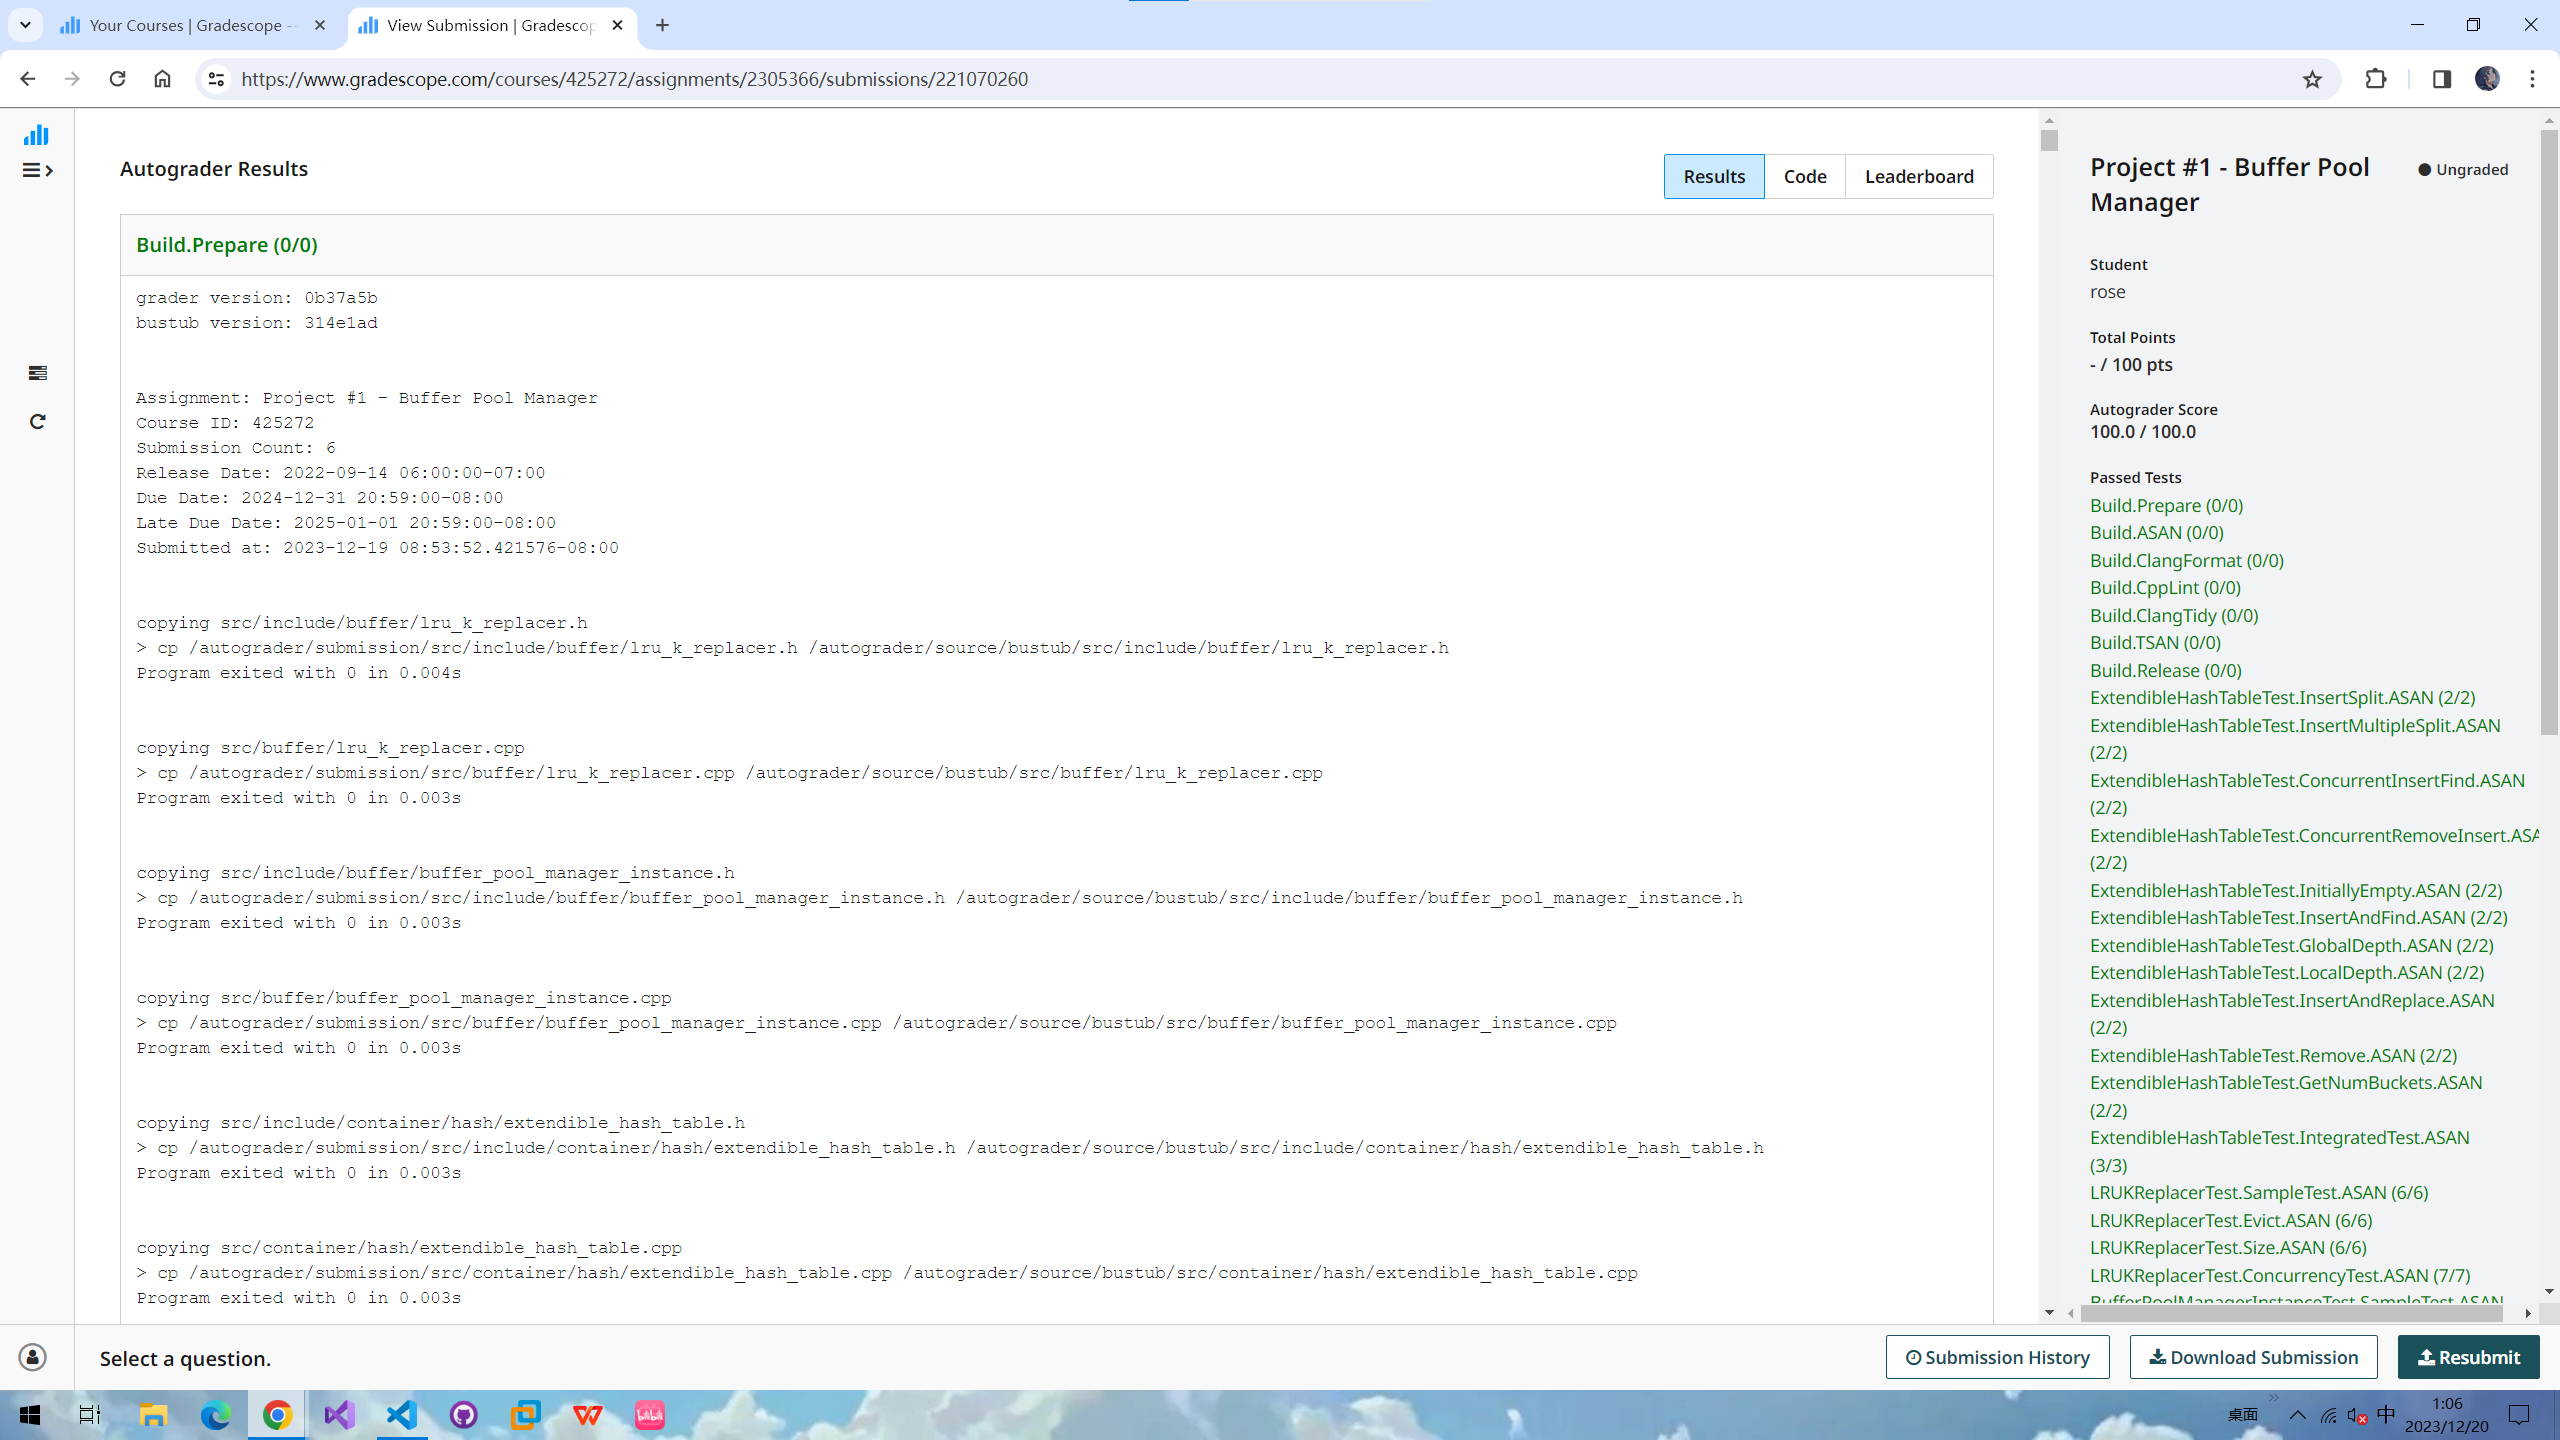 Your Courses | Gradescope --
View Submission | Gradescop
https://www.gradescope.com/courses/425272/assignments/2305366/submissions/221070260
Autograder Results
Results
Code
Leaderboard
Build.Prepare (0/0)
grader version: 0b37a5b
bustub version: 314e1ad
Assignment: Project #1 - Buffer Pool Manager
Course ID: 425272
Submission Count: 6
Release Date: 2022-09-14 06:00:00-07:00
Due Date: 2024-12-31 20:59:00-08:00
Late Due Date: 2025-01-01 20:59:00-08:00
Submitted at: 2023-12-19 08:53:52.421576-08:00
copying src/include/buffer/lru_k_replacer.h
> cp /autograder/submission/src/include/buffer/lru_k_replacer.h /autograder/source/bustub/src/include/buffer/lru_k_replacer.h
Program exited with 0 in 0.004s
copying src/buffer/lru_k_replacer.cpp
> cp /autograder/submission/src/buffer/lru_k_replacer.cpp /autograder/source/bustub/src/buffer/lru_k_replacer.cpp
Program exited with 0 in 0.003s
copying src/include/buffer/buffer_pool_manager_instance.h
> cp /autograder/submission/src/include/buffer/buffer_pool_manager_instance.h /autograder/source/bustub/src/include/buffer/buffer_pool_manager_instance.h
Program exited with 0 in 0.003s
copying src/buffer/buffer_pool_manager_instance.cpp
> cp /autograder/submission/src/buffer/buffer_pool_manager_instance.cpp /autograder/source/bustub/src/buffer/buffer_pool_manager_instance.cpp
Program exited with 0 in 0.003s
copying src/include/container/hash/extendible_hash_table.h
> cp /autograder/submission/src/include/container/hash/extendible_hash_table.h /autograder/source/bustub/src/include/container/hash/extendible_hash_table.h
Program exited with 0 in 0.003s
copying src/container/hash/extendible_hash_table.cpp
> cp /autograder/submission/src/container/hash/extendible_hash_table.cpp /autograder/source/bustub/src/container/hash/extendible_hash_table.cpp
Program exited with 0 in 0.003s
Project #1 - Buffer Pool
Manager
Ungraded
Student
rose
Total Points
- / 100 pts
Autograder Score
100.0 / 100.0
Passed Tests
Build.Prepare (0/0)
Build.ASAN (0/0)
Build.ClangFormat (0/0)
Build.CppLint (0/0)
Build.ClangTidy (0/0)
Build.TSAN (0/0)
Build.Release (0/0)
ExtendibleHashTableTest.InsertSplit.ASAN (2/2)
ExtendibleHashTableTest.InsertMultipleSplit.ASAN
(2/2)
ExtendibleHashTableTest.ConcurrentInsertFind.ASAN
(2/2)
ExtendibleHashTableTest.ConcurrentRemoveInsert.ASA
(2/2)
ExtendibleHashTableTest.InitiallyEmpty.ASAN (2/2)
ExtendibleHashTableTest.InsertAndFind.ASAN (2/2)
ExtendibleHashTableTest.GlobalDepth.ASAN (2/2)
ExtendibleHashTableTest.LocalDepth.ASAN (2/2)
ExtendibleHashTableTest.InsertAndReplace.ASAN
(2/2)
ExtendibleHashTableTest.Remove.ASAN (2/2)
ExtendibleHashTableTest.GetNumBuckets.ASAN
(2/2)
ExtendibleHashTableTest.IntegratedTest.ASAN
(3/3)
LRUKReplacerTest.SampleTest.ASAN (6/6)
LRUKReplacerTest.Evict.ASAN (6/6)
LRUKReplacerTest.Size.ASAN (6/6)
LRUKReplacerTest.ConcurrencyTest.ASAN (7/7)
BufferPoolManagerInstanceTest.SampleTest.ASAN
Select a question.
Submission History
Download Submission
Resubmit
bilibili
桌面
中
1:06
2023/12/20